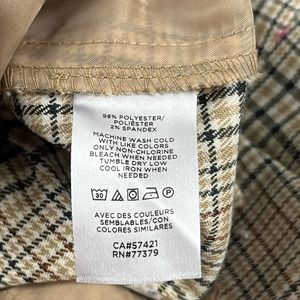 98% POLYESTER/
POLIÉSTER
2% SPANDEX
MACHINE WASH COLD
WITH LIKE COLORS
ONLY NON-CHLORINE
BLEACH WHEN NEEDED
TUMBLE DRY LOW
COOL IRON WHEN
NEEDED
30
P
AVEC DES COULEURS
SEMBLABLES/CON
COLORES SIMILARES
CA#57421
RN#77379